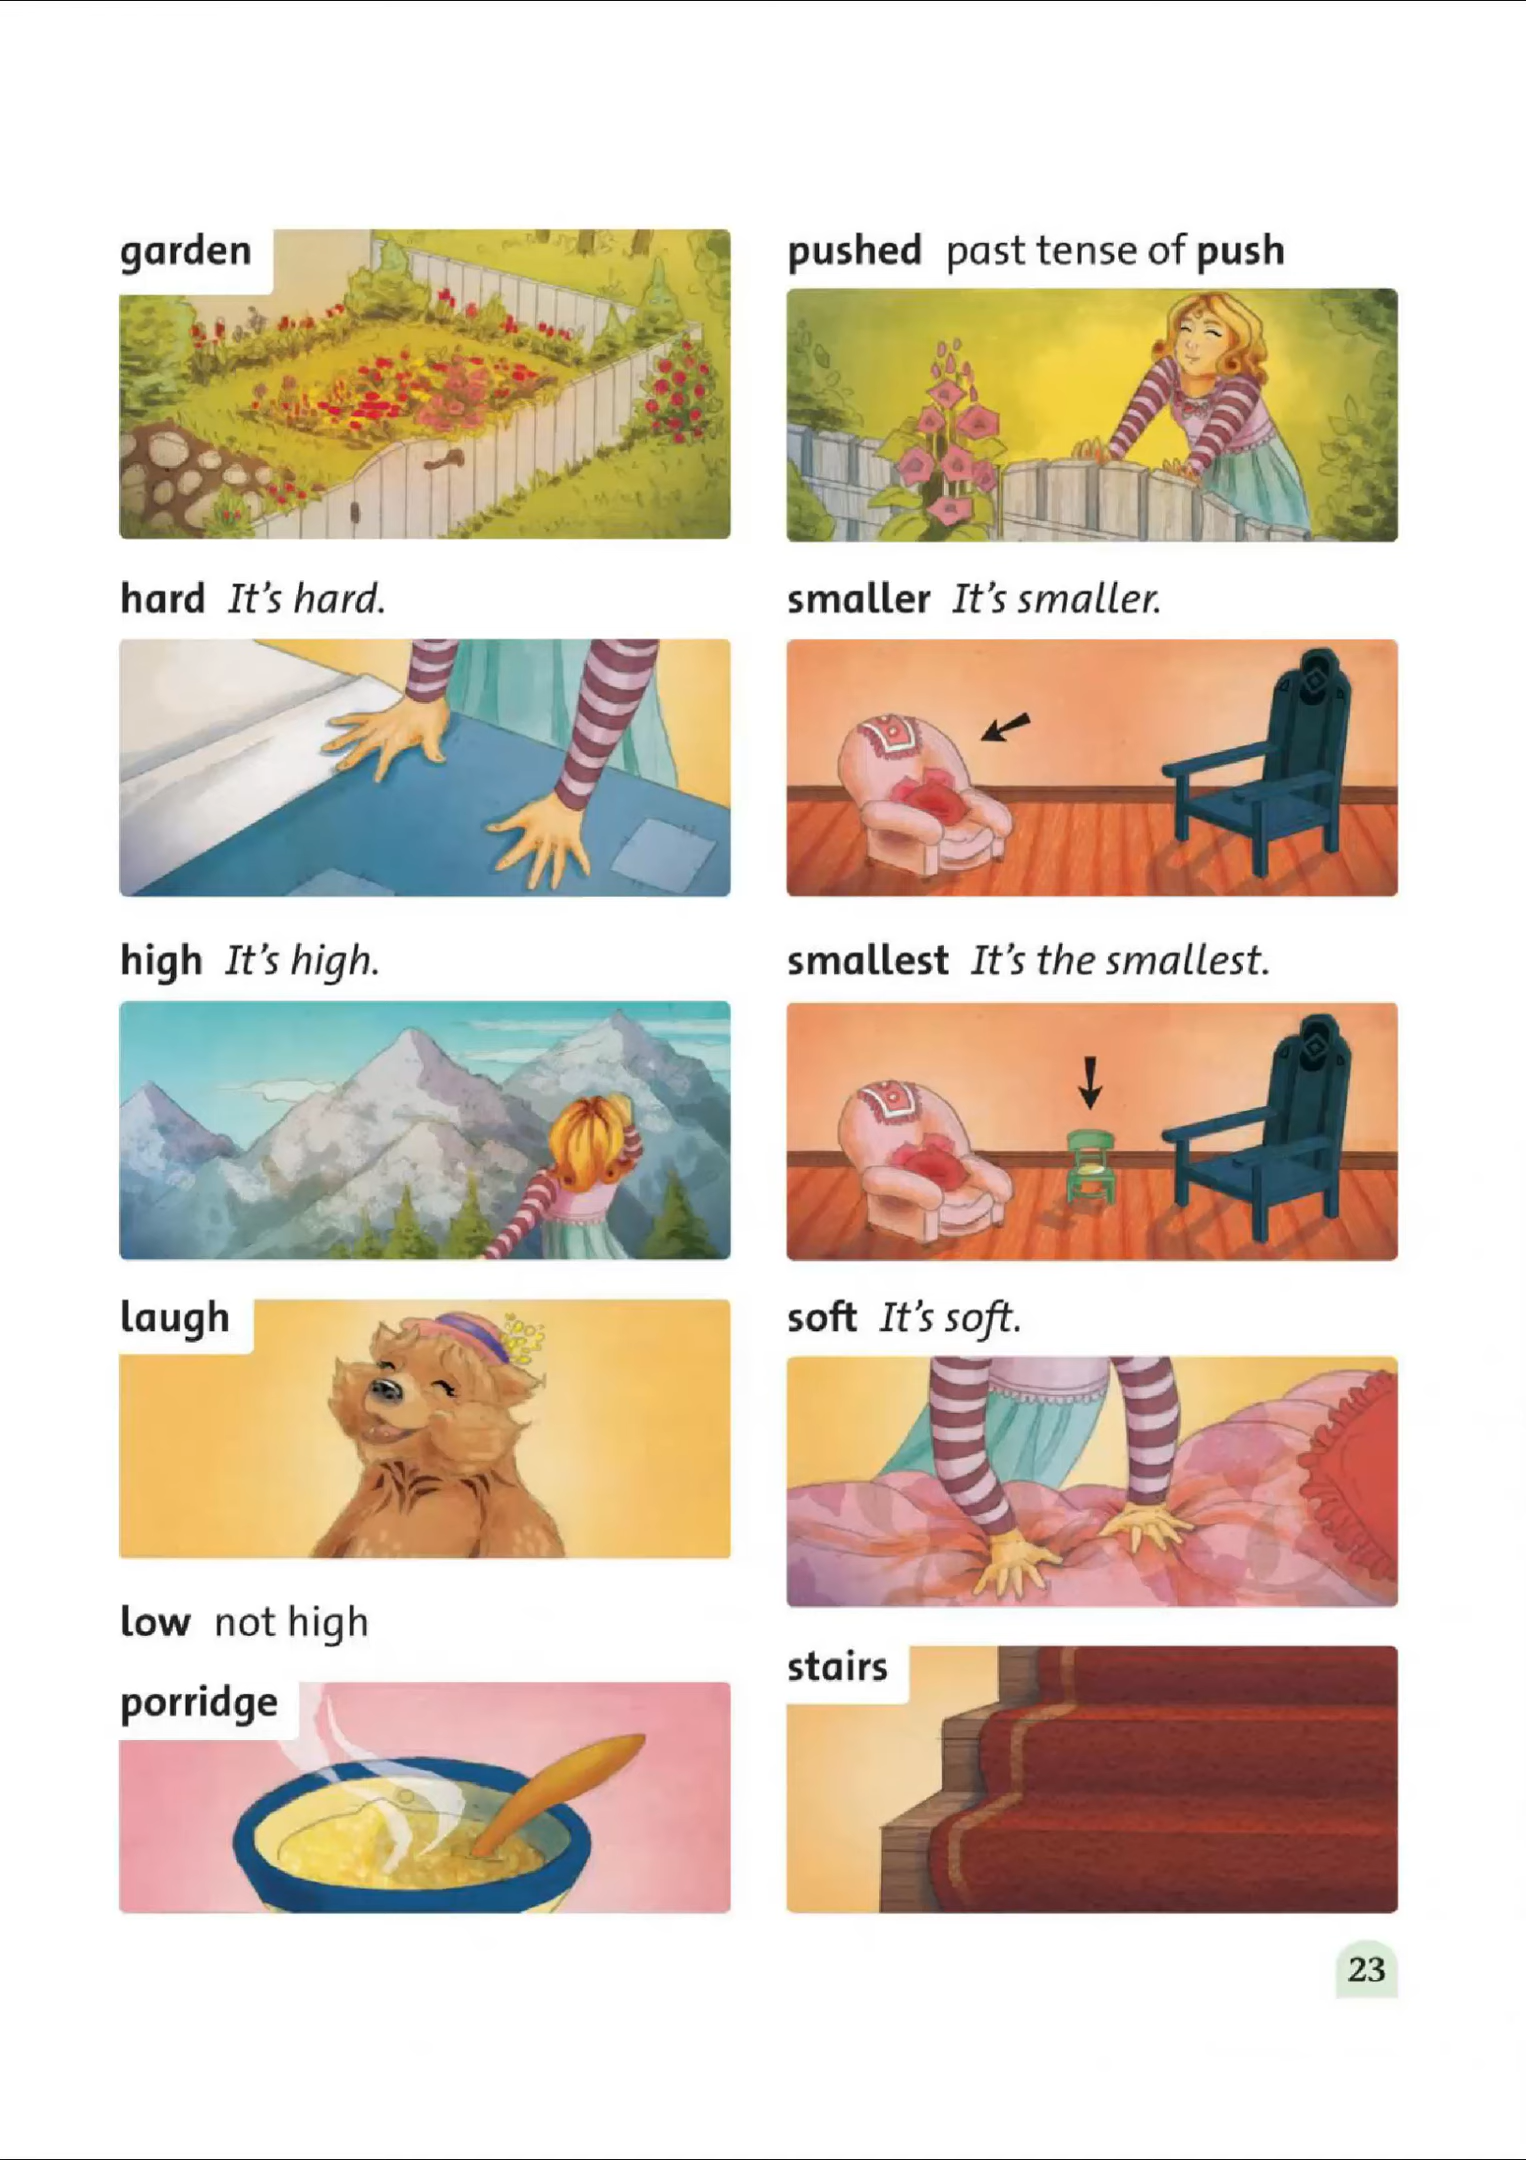 garden
hard It's hard.
high It's high.
laugh
low not high
porridge
pushed past tense of push
smaller It's smaller.
smallest It's the smallest.
soft It's soft.
stairs
23